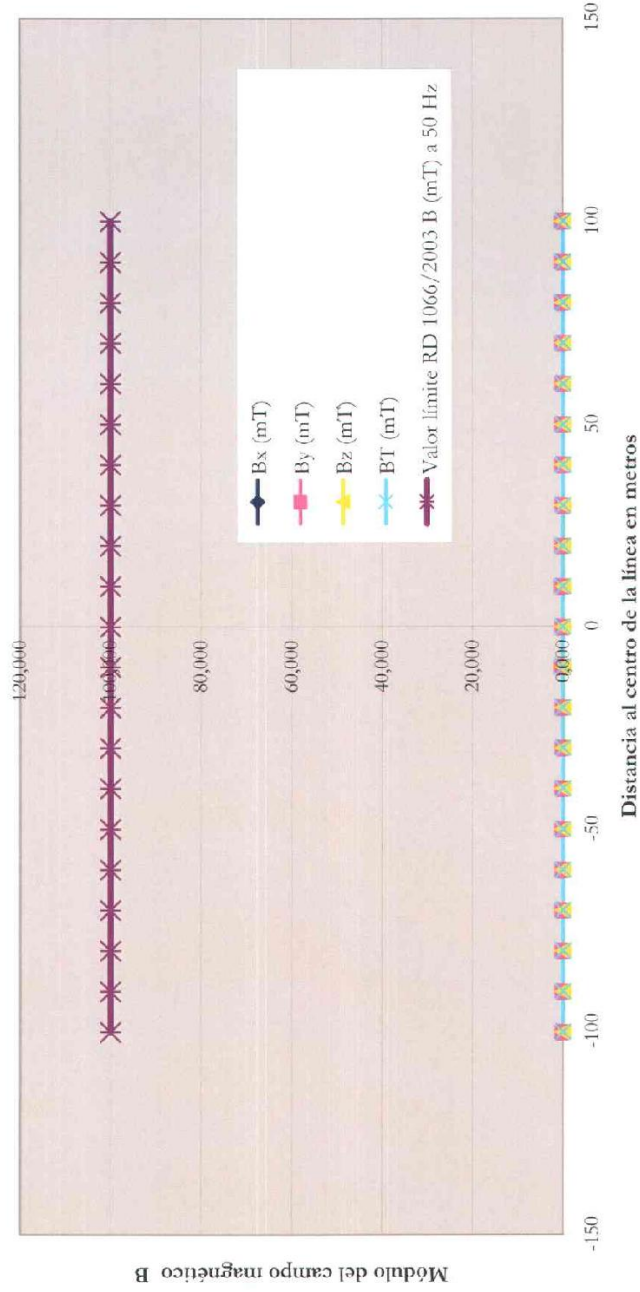 Módulo del campo magnético B
120,000
100,000
80,000
60,000
40,000
20,000
0,000
-150
-100
-50
0
50
100
150
Bx (mT)
By (mT)
Bz (mT)
BT (mT)
Valor límite RD 1066/2003 B (mT) a 50 Hz
Distancia al centro de la línea en metros